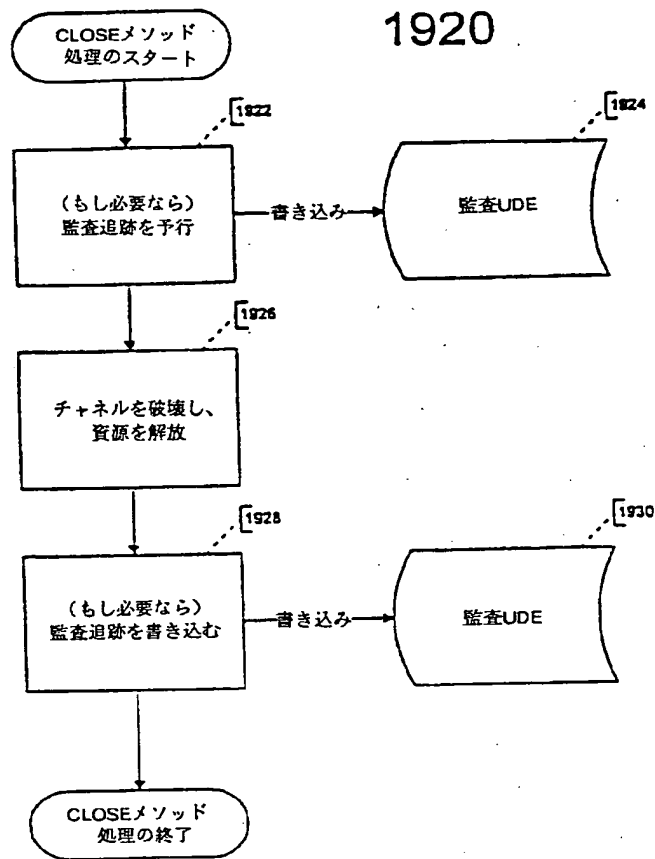 1920
CLOSEメソッド
処理のスタート
1922
(もし必要なら)
監査追跡を予行
書き込み
1924
監査UDE
1926
チャネルを破壊し、
資源を解放
1928
(もし必要なら)
監査追跡を書き込む
書き込み
1930
監査UDE
CLOSEメソッド
処理の終了